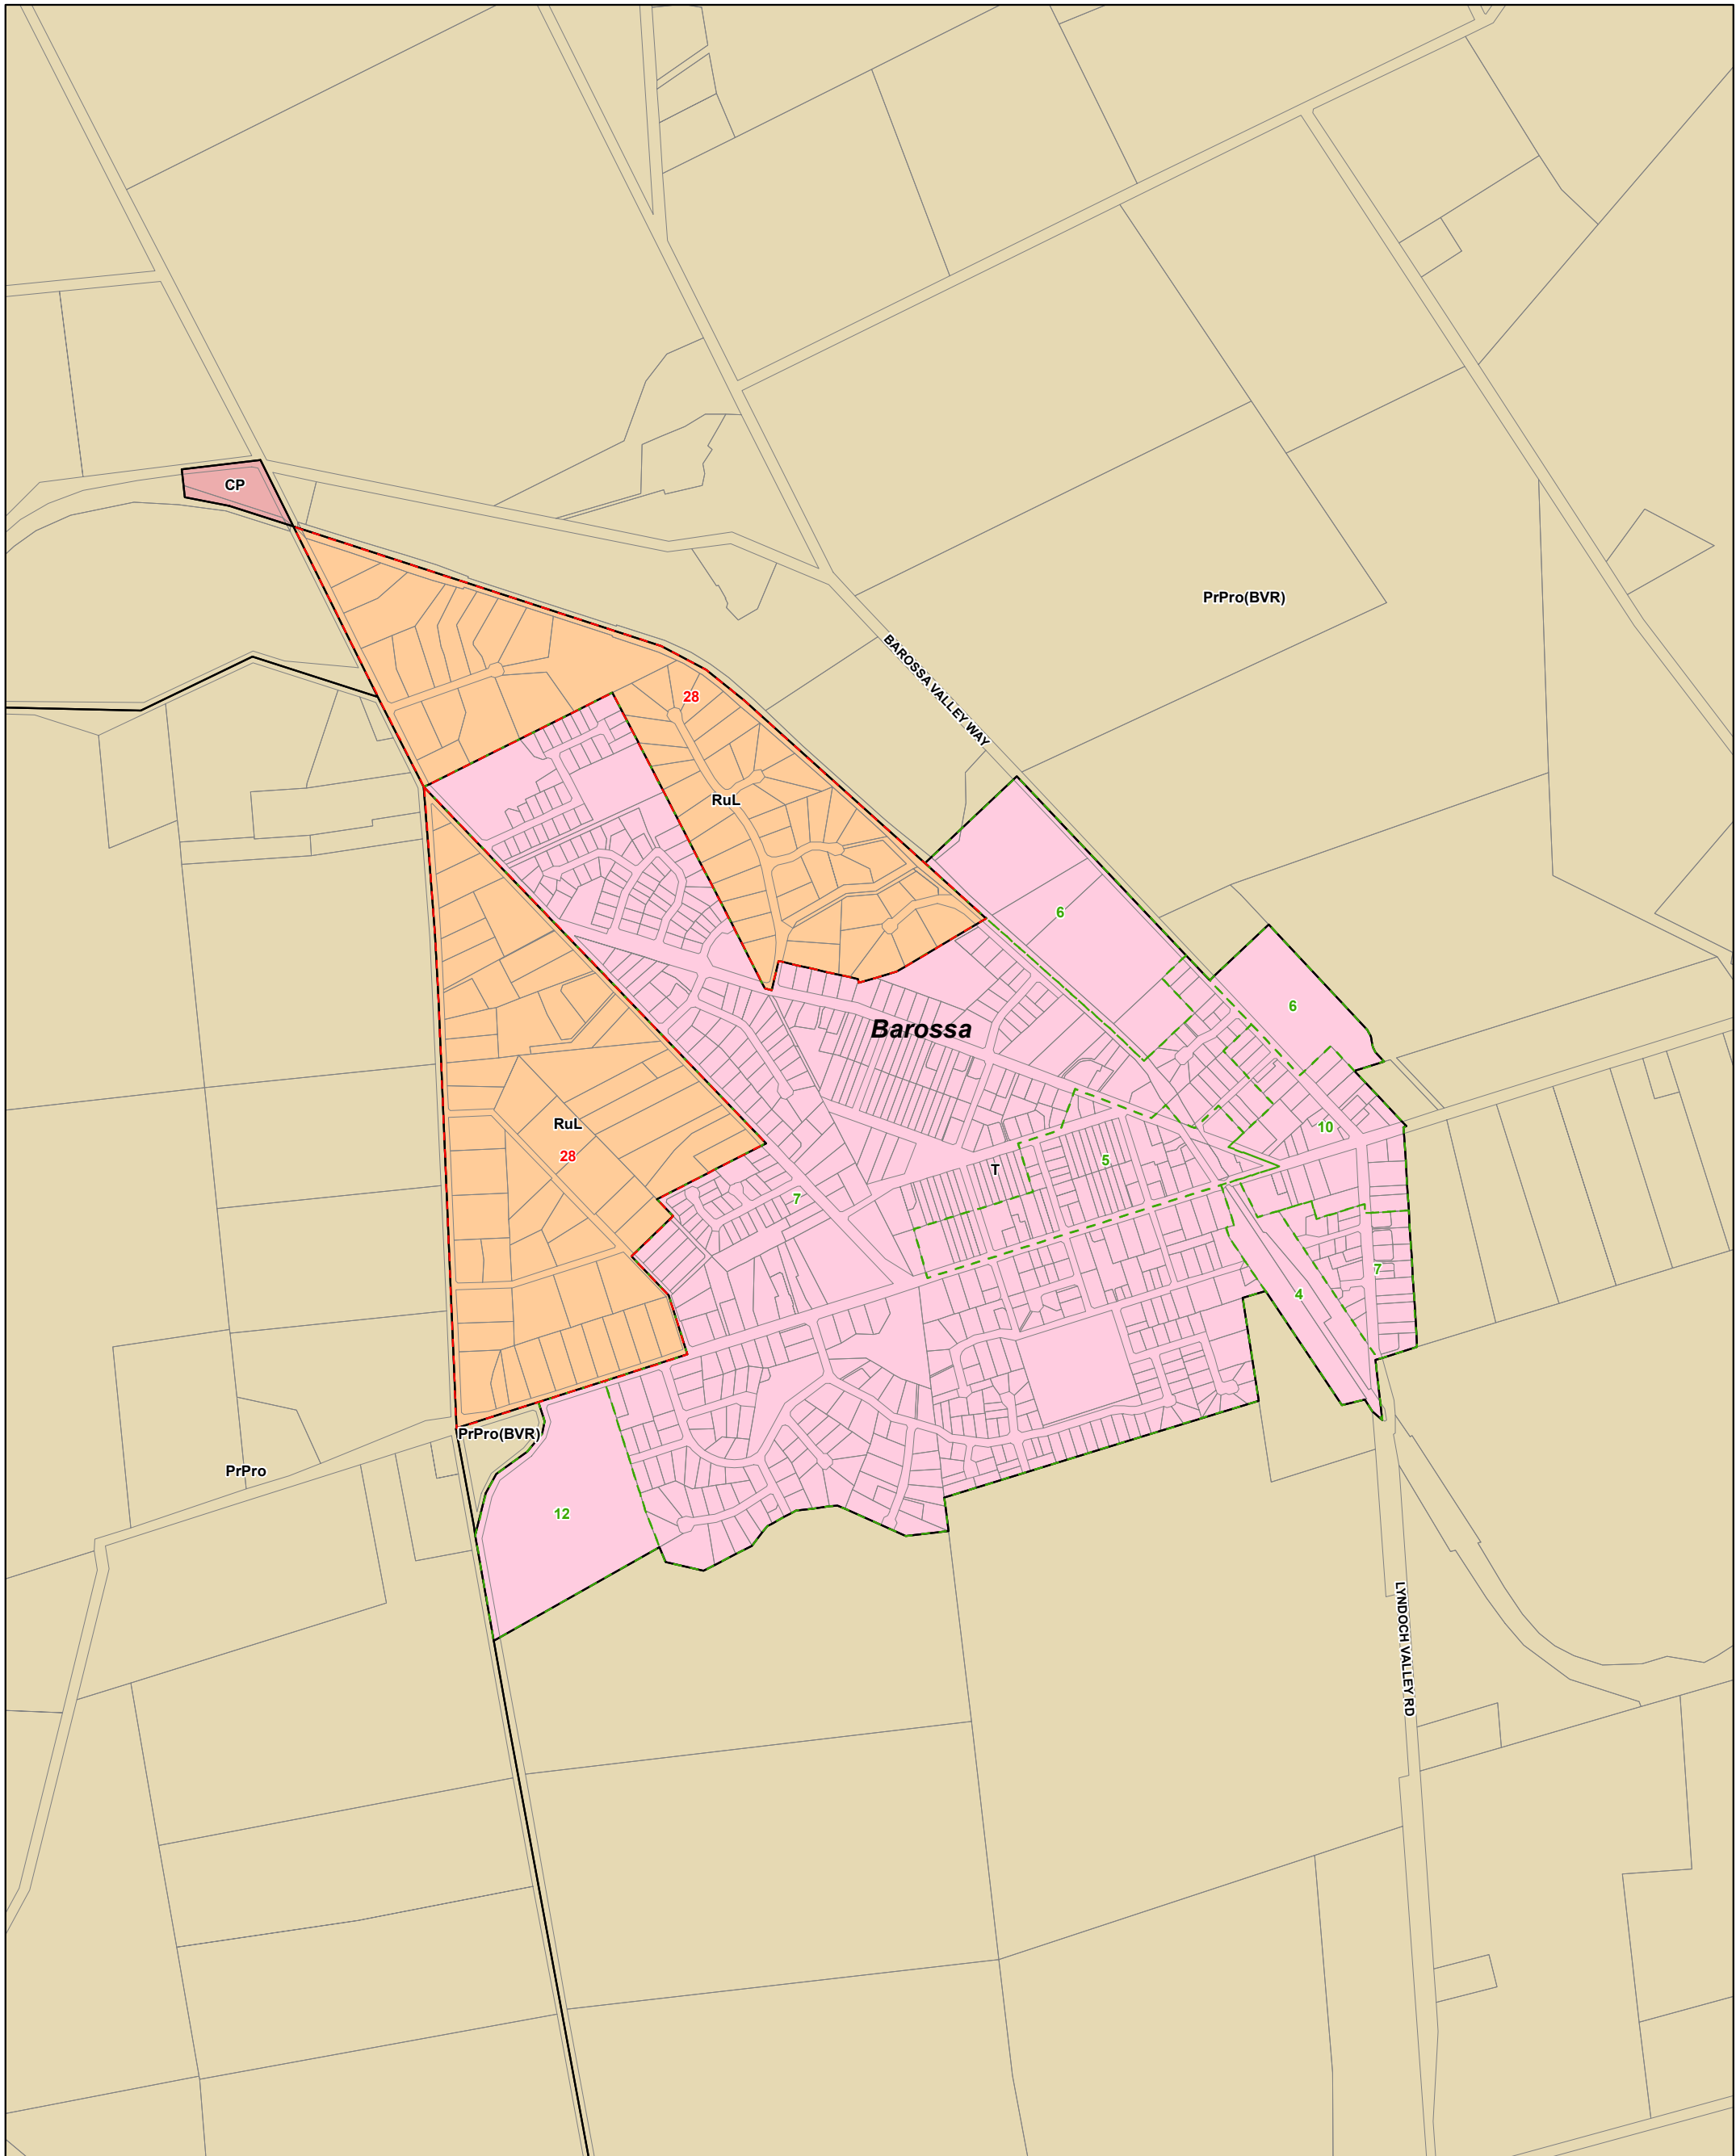 CP
PrPro(BVR)
BAROSSA VALLEY WAY
28
RuL
6
6
Barossa
RuL
10
28
5
T
7
7
4
PrPro(BVR)
PrPro
12
LYNDOCH VALLEY RD